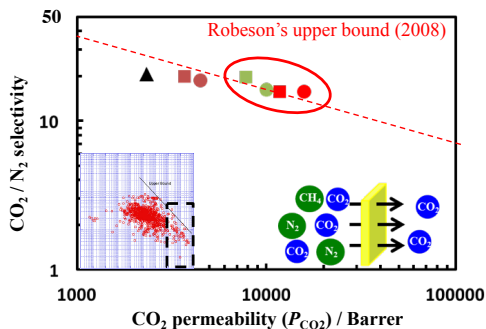 Robeson's upper bound (2008)
50
10
1
CO2 / N2 selectivity
Upper Bound
CH4 CO2 CO2
N2 CO2 CO2
CO2 N2 CO2
1000 10000 100000
CO2 permeability (PCO2) / Barrer